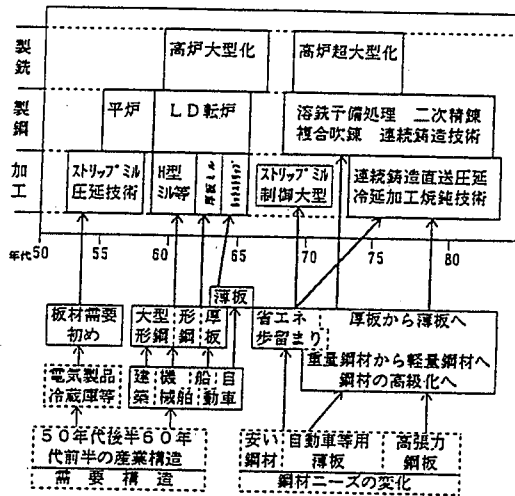 製銑
高炉大型化
高炉超大型化
製鋼
平炉
LD転炉
溶銑予備処理 二次精錬
複合吹錬 連続鋳造技術
加工
ストリップミル
圧延技術
H型
ミル等
厚板ミル
ストリップミル
制御大型
連続鋳造直送圧延
冷延加工焼鈍技術
年代
50
55
60
65
70
75
80
板材需要
初め
大型
形鋼
形鋼
厚板
薄板
省エネ
歩留まり
厚板から薄板へ
重量鋼材から軽量鋼材へ
鋼材の高級化へ
電気製品
冷蔵庫等
建築
機械
船舶
自動車
50年代後半60年
代前半の産業構造
需要構造
安い
鋼材
自動車等用
薄板
高張力
鋼板
鋼材ニーズの変化